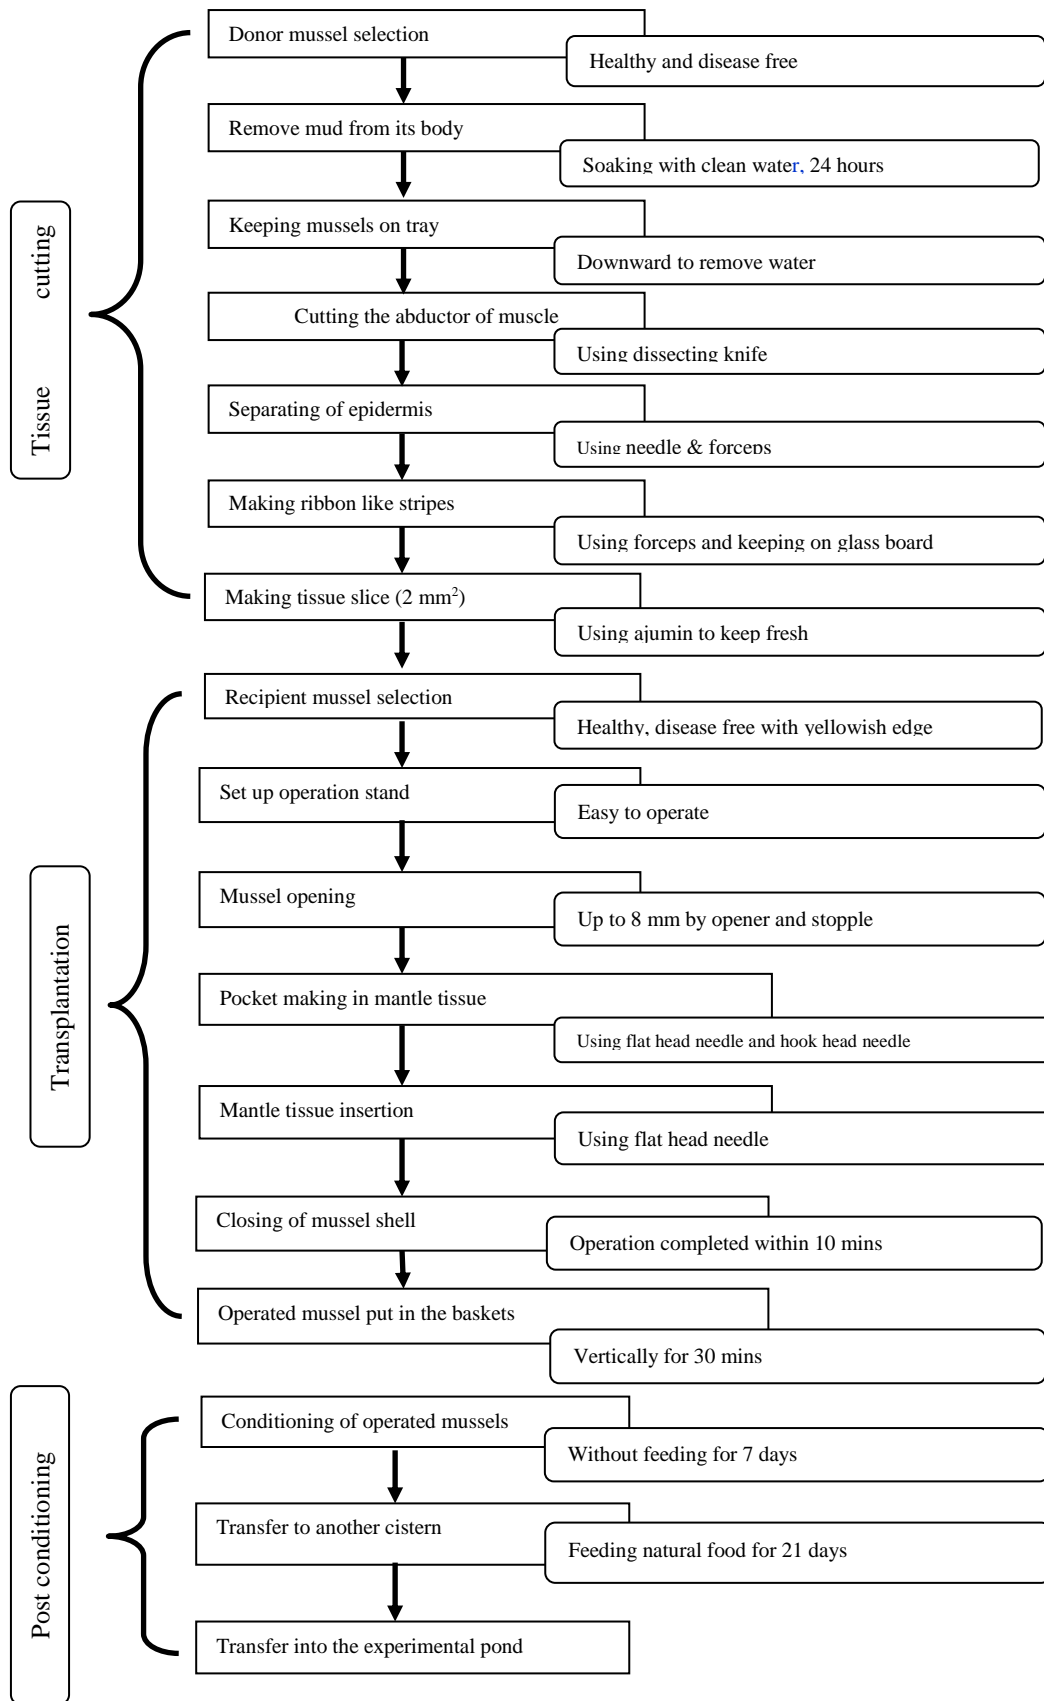 Donor mussel selection
Healthy and disease free
Remove mud from its body
Soaking with clean water, 24 hours
Keeping mussels on tray
Downward to remove water
Tissue cutting
Cutting the abductor of muscle
Using dissecting knife
Separating of epidermis
Using needle & forceps
Making ribbon like stripes
Using forceps and keeping on glass board
Making tissue slice (2 mm²)
Using ajumin to keep fresh
Recipient mussel selection
Healthy, disease free with yellowish edge
Set up operation stand
Easy to operate
Mussel opening
Up to 8 mm by opener and stopple
Transplantation
Pocket making in mantle tissue
Using flat head needle and hook head needle
Mantle tissue insertion
Using flat head needle
Closing of mussel shell
Operation completed within 10 mins
Operated mussel put in the baskets
Vertically for 30 mins
Post conditioning
Conditioning of operated mussels
Without feeding for 7 days
Transfer to another cistern
Feeding natural food for 21 days
Transfer into the experimental pond